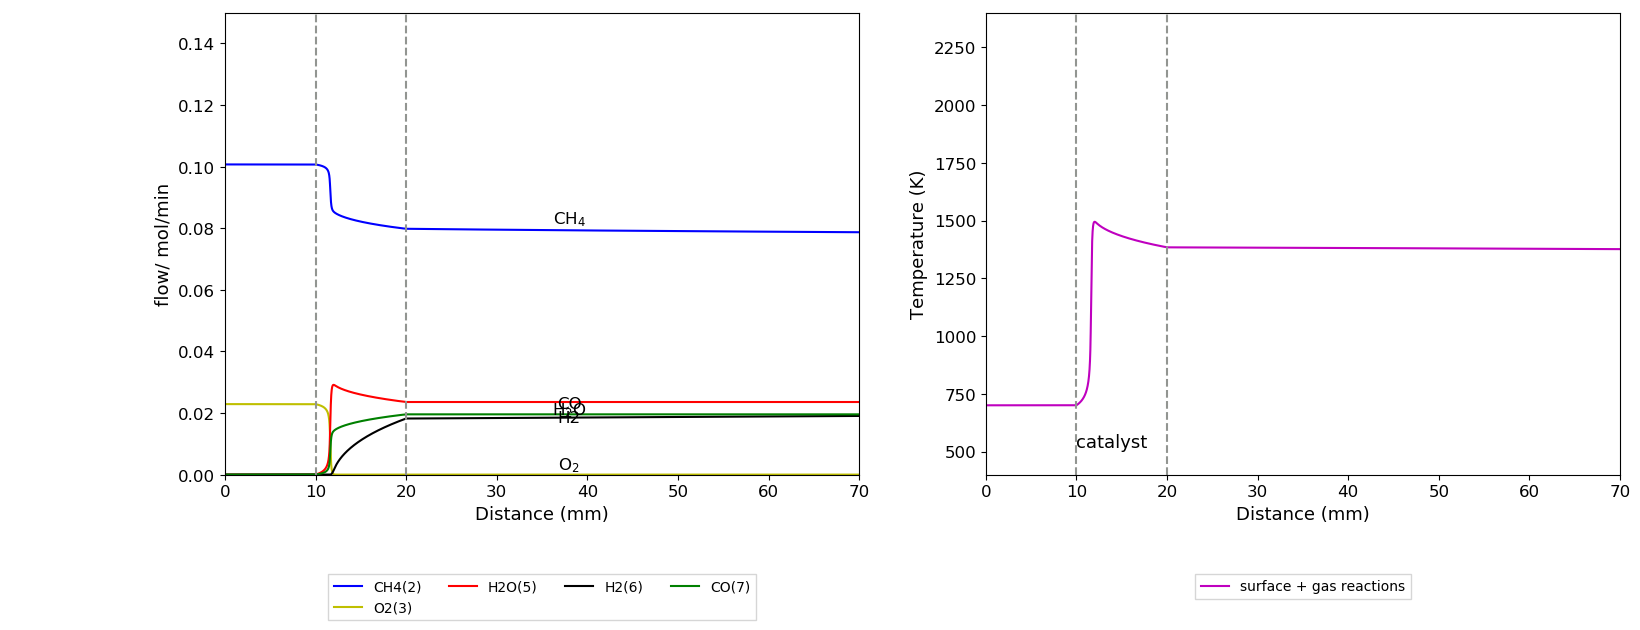 0.14
0.12
0.10
0.08
0.06
0.04
0.02
0.00
flow/ mol/min
CH₄
CO
H₂O
H2
O₂
0 10 20 30 40 50 60 70
Distance (mm)
CH4(2) H2O(5) H2(6) CO(7)
O2(3)
2250
2000
1750
1500
1250
1000
750
500
Temperature (K)
catalyst
0 10 20 30 40 50 60 70
Distance (mm)
surface + gas reactions